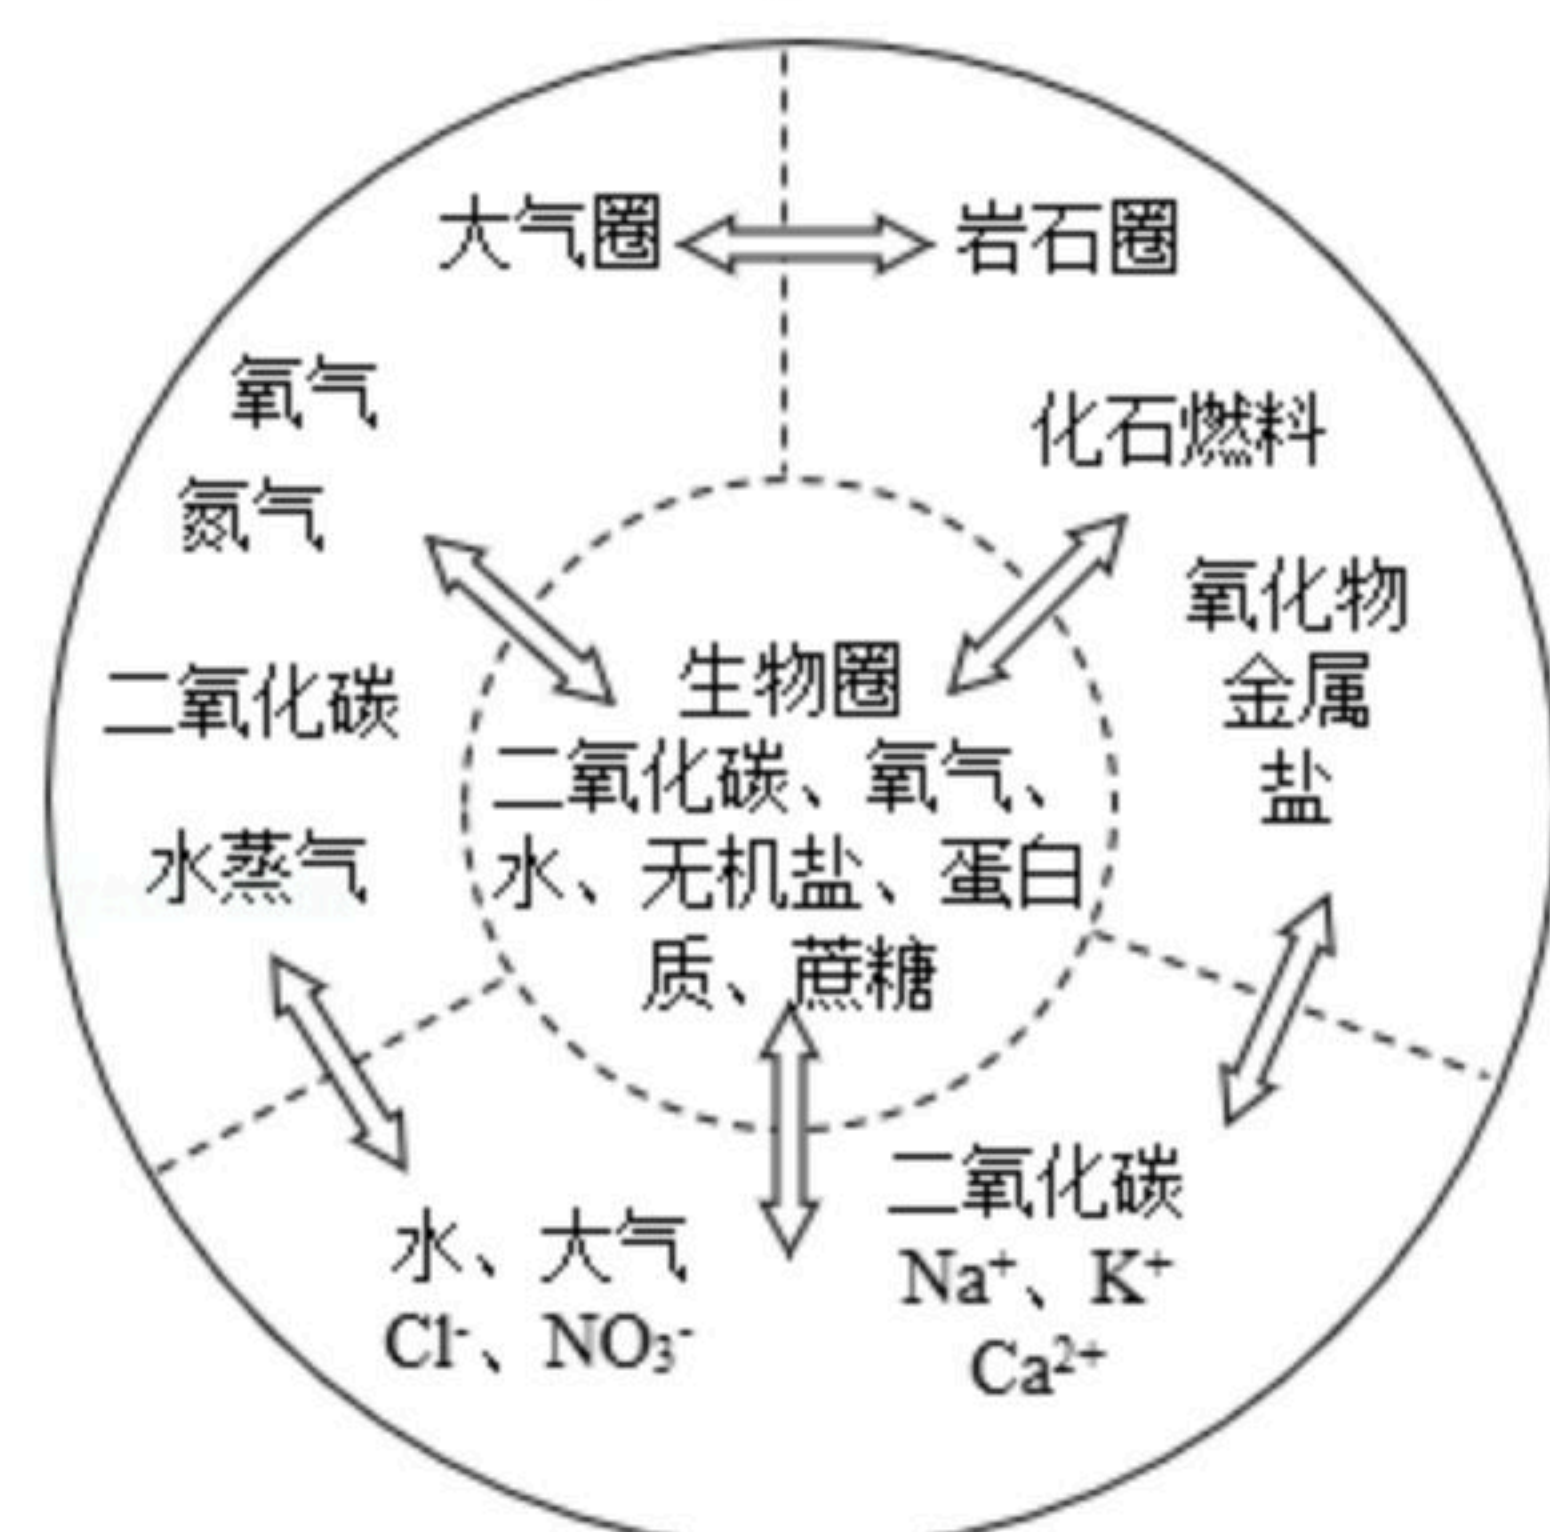 大气圈
岩石圈
氧气
氮气
二氧化碳
水蒸气
化石燃料
氧化物
金属
盐
生物圈
二氧化碳、氧气、
水、无机盐、蛋白
质、蔗糖
水、大气
Cl⁻、NO₃⁻
二氧化碳
Na⁺、K⁺
Ca²⁺